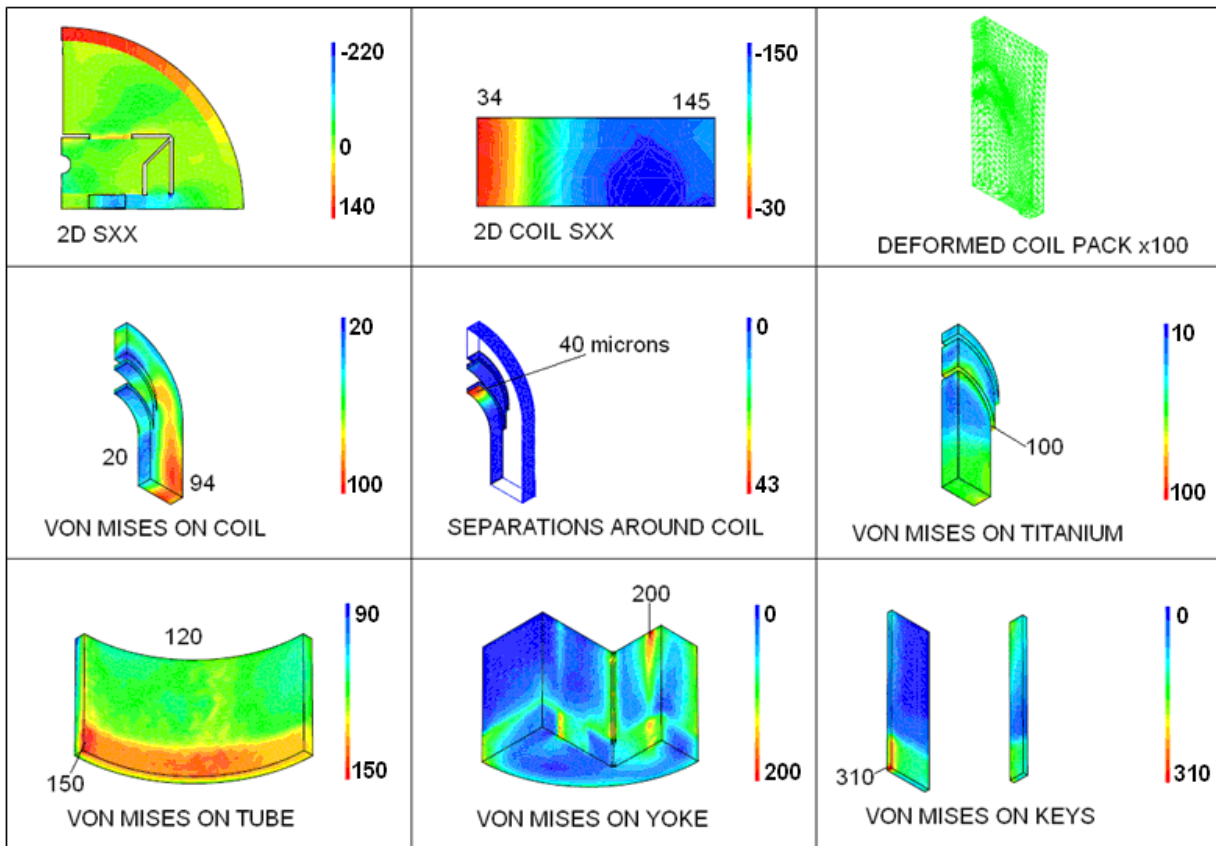 -220
0
140
2D SXX
34
145
-150
-30
2D COIL SXX
DEFORMED COIL PACK x100
20
100
20
94
VON MISES ON COIL
40 microns
0
43
SEPARATIONS AROUND COIL
10
100
100
VON MISES ON TITANIUM
120
90
150
150
VON MISES ON TUBE
200
0
200
VON MISES ON YOKE
0
310
310
VON MISES ON KEYS